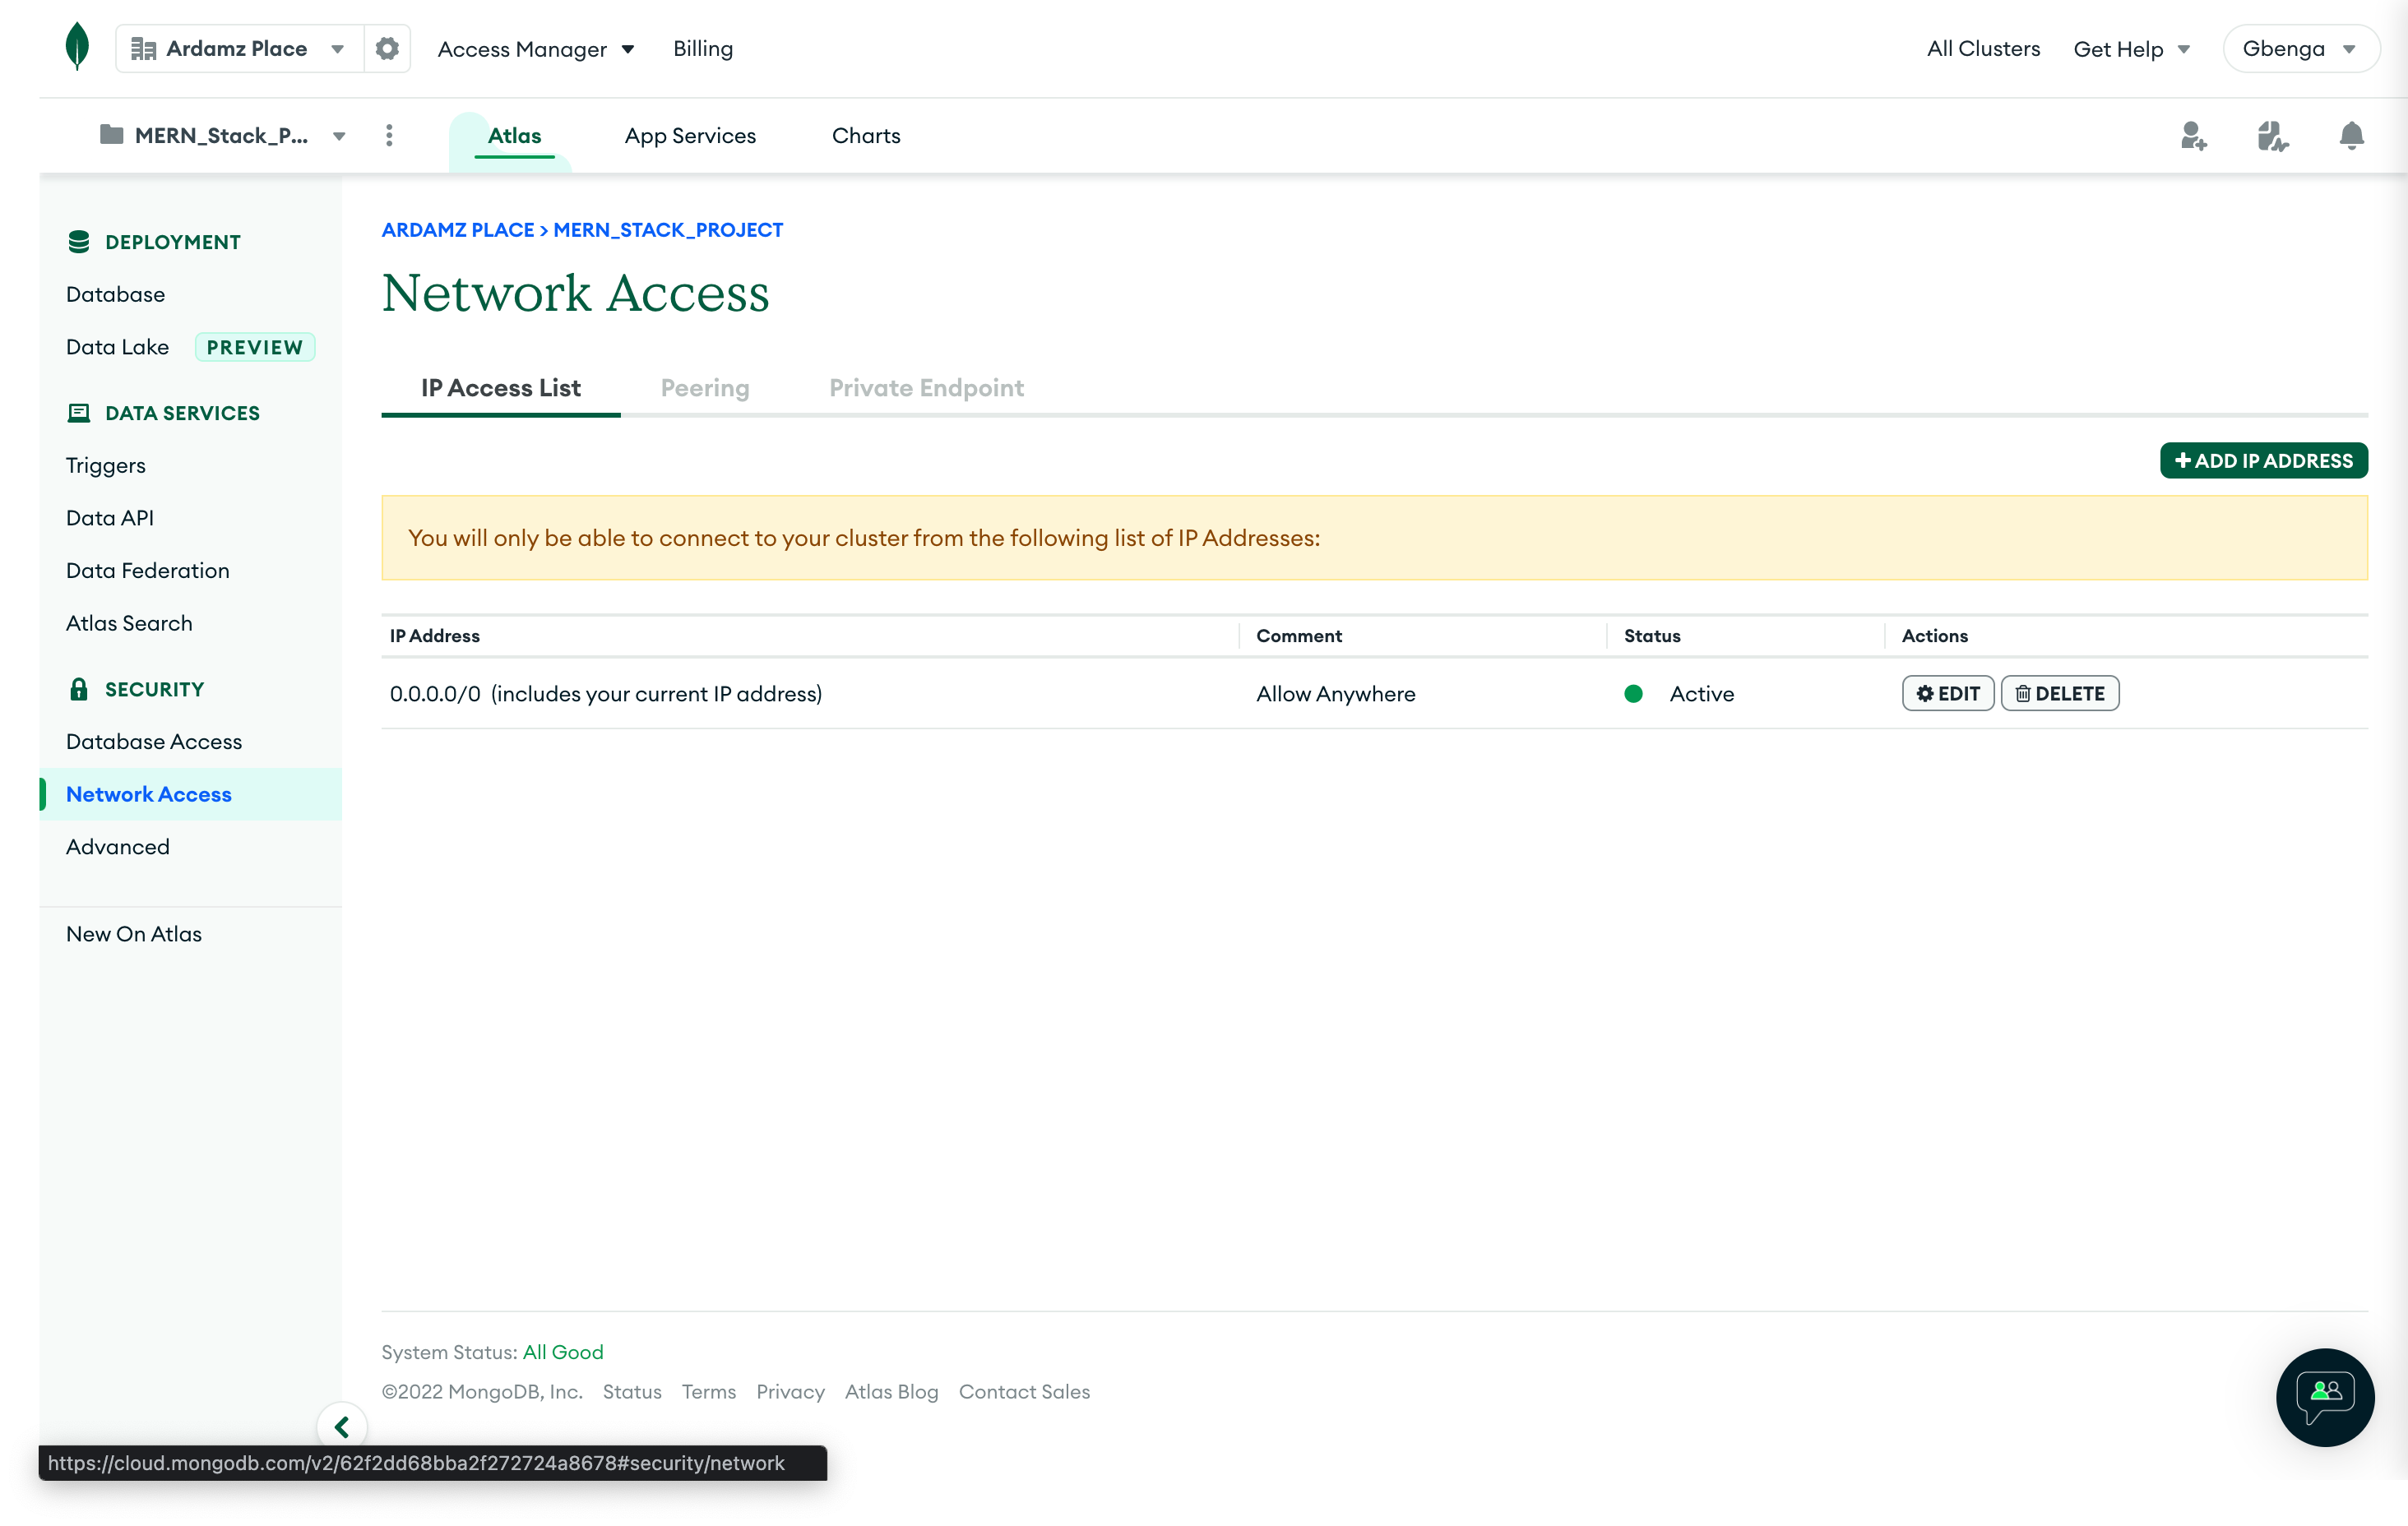 Ardamz Place Access Manager Billing All Clusters Get Help Gbenga
MERN_Stack_P... Atlas App Services Charts
DEPLOYMENT
Database
Data Lake PREVIEW
DATA SERVICES
Triggers
Data API
Data Federation
Atlas Search
SECURITY
Database Access
Network Access
Advanced
New On Atlas
ARDAMZ PLACE > MERN_STACK_PROJECT
Network Access
IP Access List Peering Private Endpoint
+ ADD IP ADDRESS
You will only be able to connect to your cluster from the following list of IP Addresses:
IP Address Comment Status Actions
0.0.0.0/0 (includes your current IP address) Allow Anywhere Active EDIT DELETE
System Status: All Good
©2022 MongoDB, Inc. Status Terms Privacy Atlas Blog Contact Sales
https://cloud.mongodb.com/v2/62f2dd68bba2f272724a8678#security/network